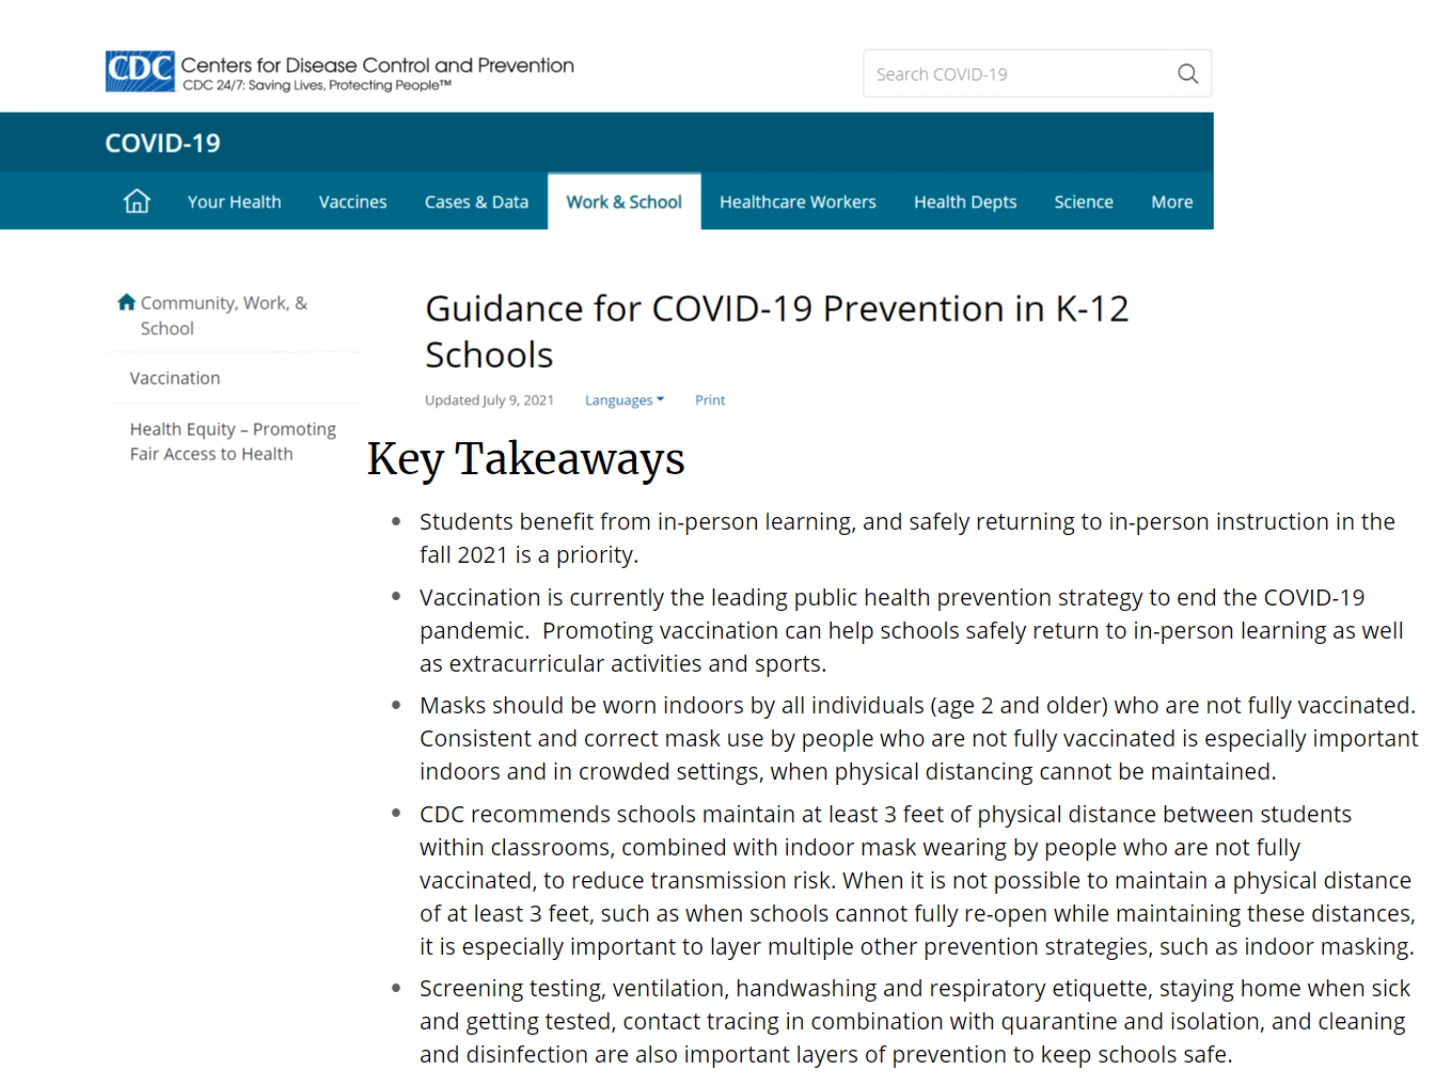 CDC Centers for Disease Control and Prevention
CDC 24/7: Saving Lives, Protecting People™
Search COVID-19
COVID-19
Your Health Vaccines Cases & Data Work & School Healthcare Workers Health Depts Science More
Community, Work, &
School
Vaccination
Health Equity – Promoting
Fair Access to Health
Guidance for COVID-19 Prevention in K-12
Schools
Updated July 9, 2021 Languages Print
Key Takeaways
• Students benefit from in-person learning, and safely returning to in-person instruction in the
fall 2021 is a priority.
• Vaccination is currently the leading public health prevention strategy to end the COVID-19
pandemic.  Promoting vaccination can help schools safely return to in-person learning as well
as extracurricular activities and sports.
• Masks should be worn indoors by all individuals (age 2 and older) who are not fully vaccinated.
Consistent and correct mask use by people who are not fully vaccinated is especially important
indoors and in crowded settings, when physical distancing cannot be maintained.
• CDC recommends schools maintain at least 3 feet of physical distance between students
within classrooms, combined with indoor mask wearing by people who are not fully
vaccinated, to reduce transmission risk. When it is not possible to maintain a physical distance
of at least 3 feet, such as when schools cannot fully re-open while maintaining these distances,
it is especially important to layer multiple other prevention strategies, such as indoor masking.
• Screening testing, ventilation, handwashing and respiratory etiquette, staying home when sick
and getting tested, contact tracing in combination with quarantine and isolation, and cleaning
and disinfection are also important layers of prevention to keep schools safe.